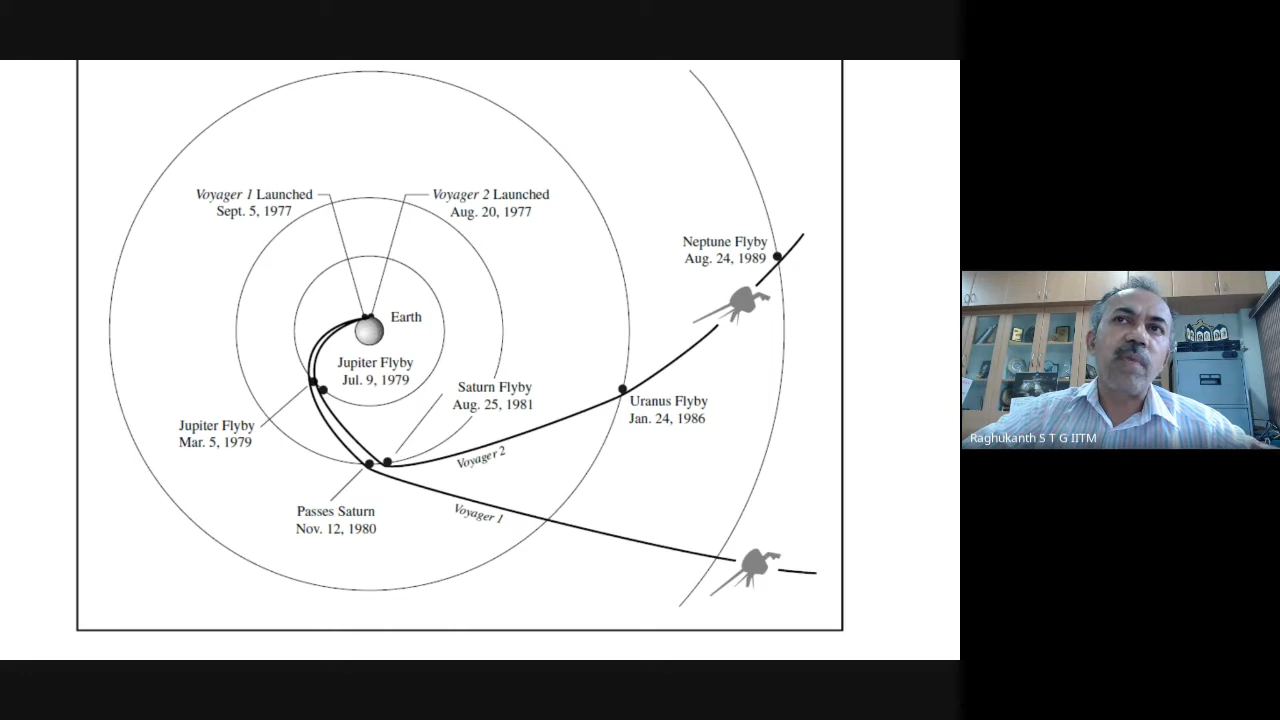 Voyager 1 Launched
Sept. 5, 1977
Voyager 2 Launched
Aug. 20, 1977
Neptune Flyby
Aug. 24, 1989
Earth
Jupiter Flyby
Jul. 9, 1979
Saturn Flyby
Aug. 25, 1981
Uranus Flyby
Jan. 24, 1986
Jupiter Flyby
Mar. 5, 1979
Voyager 2
Voyager 1
Passes Saturn
Nov. 12, 1980
Raghukanth S T G IITM